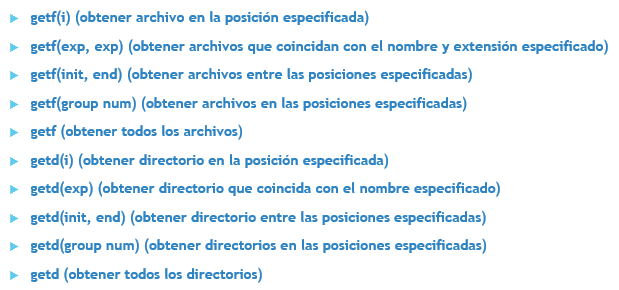 getf(i) (obtener archivo en la posición especificada)
getf(exp, exp) (obtener archivos que coincidan con el nombre y extensión especificado)
getf(init, end) (obtener archivos entre las posiciones especificadas)
getf(group num) (obtener archivos en las posiciones especificadas)
getf (obtener todos los archivos)
getd(i) (obtener directorio en la posición especificada)
getd(exp) (obtener directorio que coincida con el nombre especificado)
getd(init, end) (obtener directorio entre las posiciones especificadas)
getd(group num) (obtener directorios en las posiciones especificadas)
getd (obtener todos los directorios)